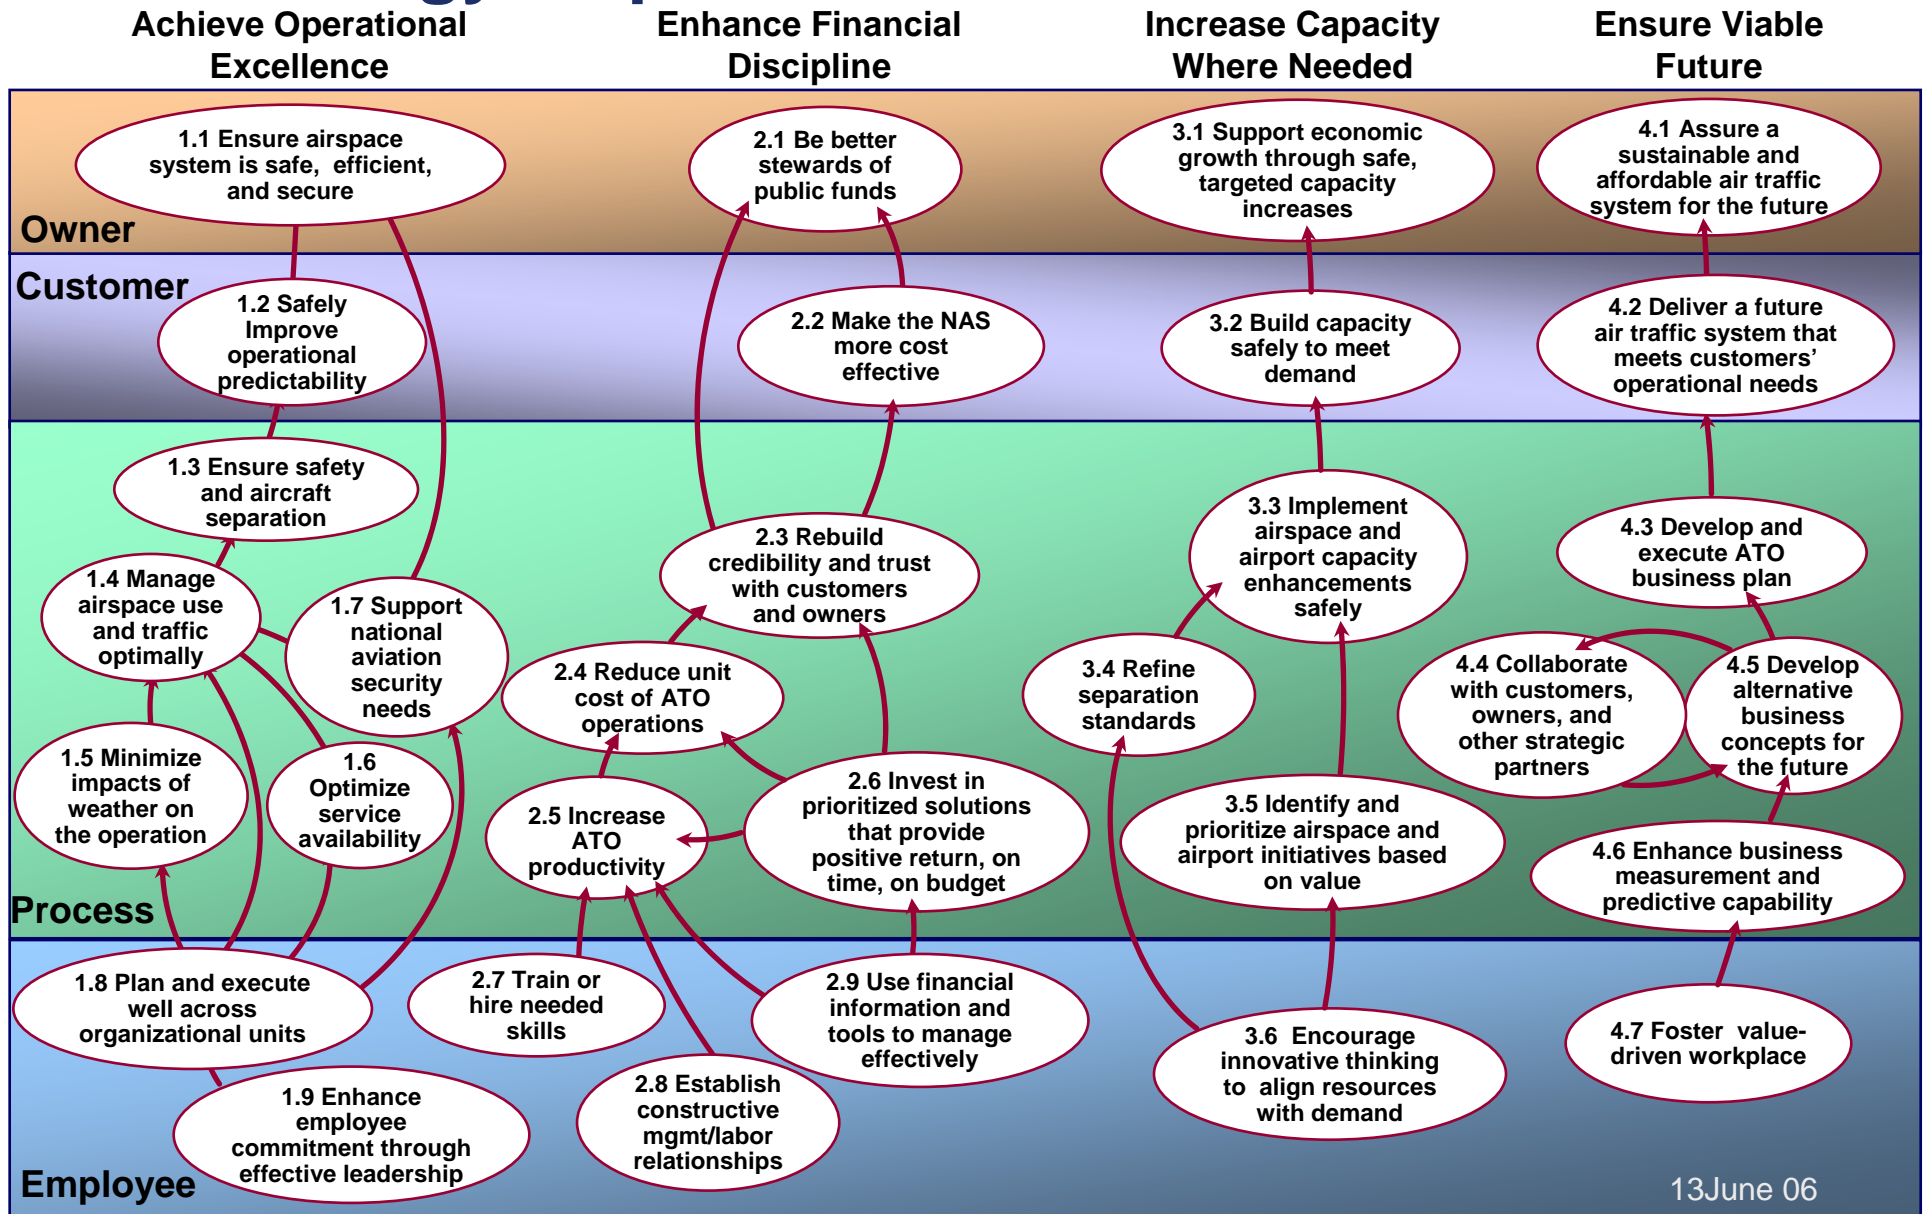 Achieve Operational
Excellence
Enhance Financial
Discipline
Increase Capacity
Where Needed
Ensure Viable
Future
Owner
1.1 Ensure airspace
system is safe, efficient,
and secure
2.1 Be better
stewards of
public funds
3.1 Support economic
growth through safe,
targeted capacity
increases
4.1 Assure a
sustainable and
affordable air traffic
system for the future
Customer
1.2 Safely
Improve
operational
predictability
2.2 Make the NAS
more cost
effective
3.2 Build capacity
safely to meet
demand
4.2 Deliver a future
air traffic system that
meets customers’
operational needs
Process
1.3 Ensure safety
and aircraft
separation
1.4 Manage
airspace use
and traffic
optimally
1.7 Support
national
aviation
security
needs
1.5 Minimize
impacts of
weather on
the operation
1.6
Optimize
service
availability
2.3 Rebuild
credibility and trust
with customers
and owners
2.4 Reduce unit
cost of ATO
operations
2.5 Increase
ATO
productivity
2.6 Invest in
prioritized solutions
that provide
positive return, on
time, on budget
3.3 Implement
airspace and
airport capacity
enhancements
safely
3.4 Refine
separation
standards
3.5 Identify and
prioritize airspace and
airport initiatives based
on value
4.3 Develop and
execute ATO
business plan
4.4 Collaborate
with customers,
owners, and
other strategic
partners
4.5 Develop
alternative
business
concepts for
the future
4.6 Enhance business
measurement and
predictive capability
Employee
1.8 Plan and execute
well across
organizational units
1.9 Enhance
employee
commitment through
effective leadership
2.7 Train or
hire needed
skills
2.8 Establish
constructive
mgmt/labor
relationships
2.9 Use financial
information and
tools to manage
effectively
3.6 Encourage
innovative thinking
to align resources
with demand
4.7 Foster value-
driven workplace
13June 06